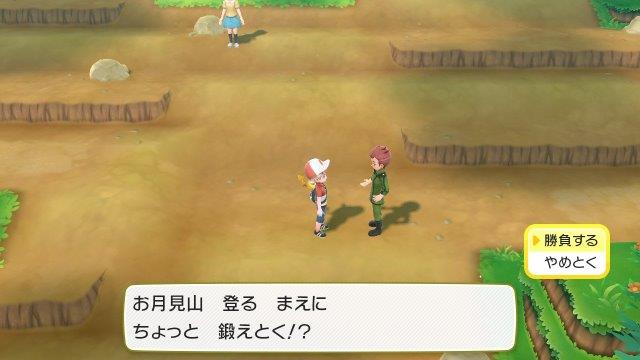 勝負する
やめとく
お月見山　登る　まえに
ちょっと　鍛えとく!?